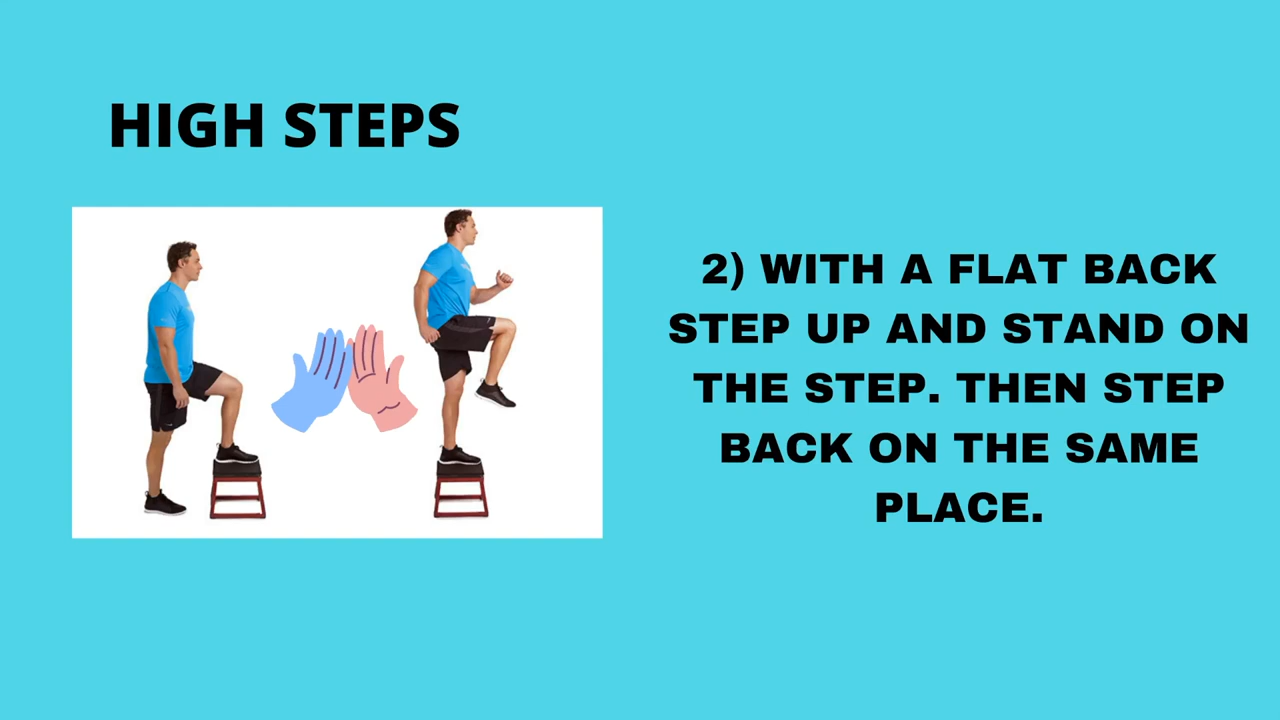 HIGH STEPS
2) WITH A FLAT BACK
STEP UP AND STAND ON
THE STEP. THEN STEP
BACK ON THE SAME
PLACE.